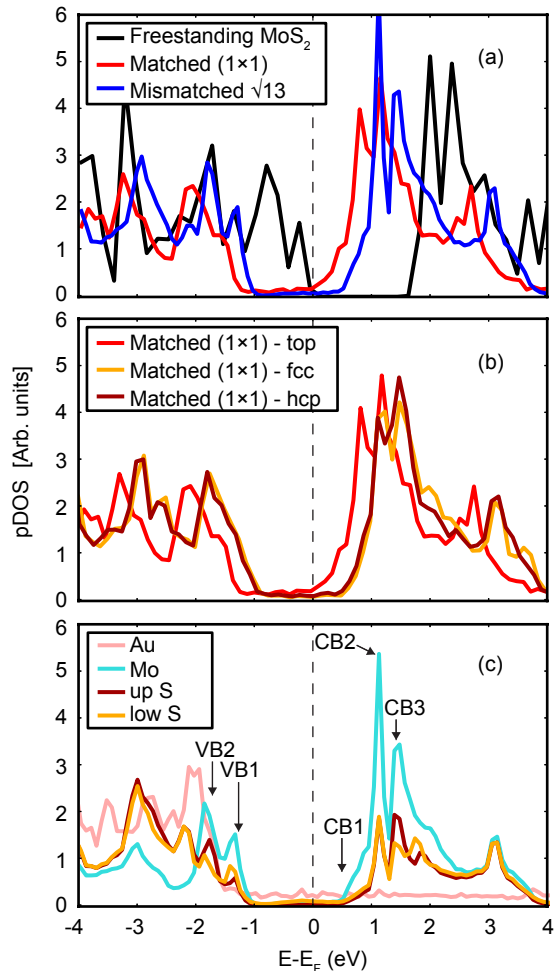 6
5
4
3
2
1
0
Freestanding MoS₂
Matched (1×1)
Mismatched √13
(a)
6
5
4
3
2
1
0
Matched (1×1) - top
Matched (1×1) - fcc
Matched (1×1) - hcp
(b)
pDOS [Arb. units]
6
5
4
3
2
1
0
Au
Mo
up S
low S
(c)
CB2
CB3
VB2
VB1
CB1
-4 -3 -2 -1 0 1 2 3 4
E-E_F (eV)